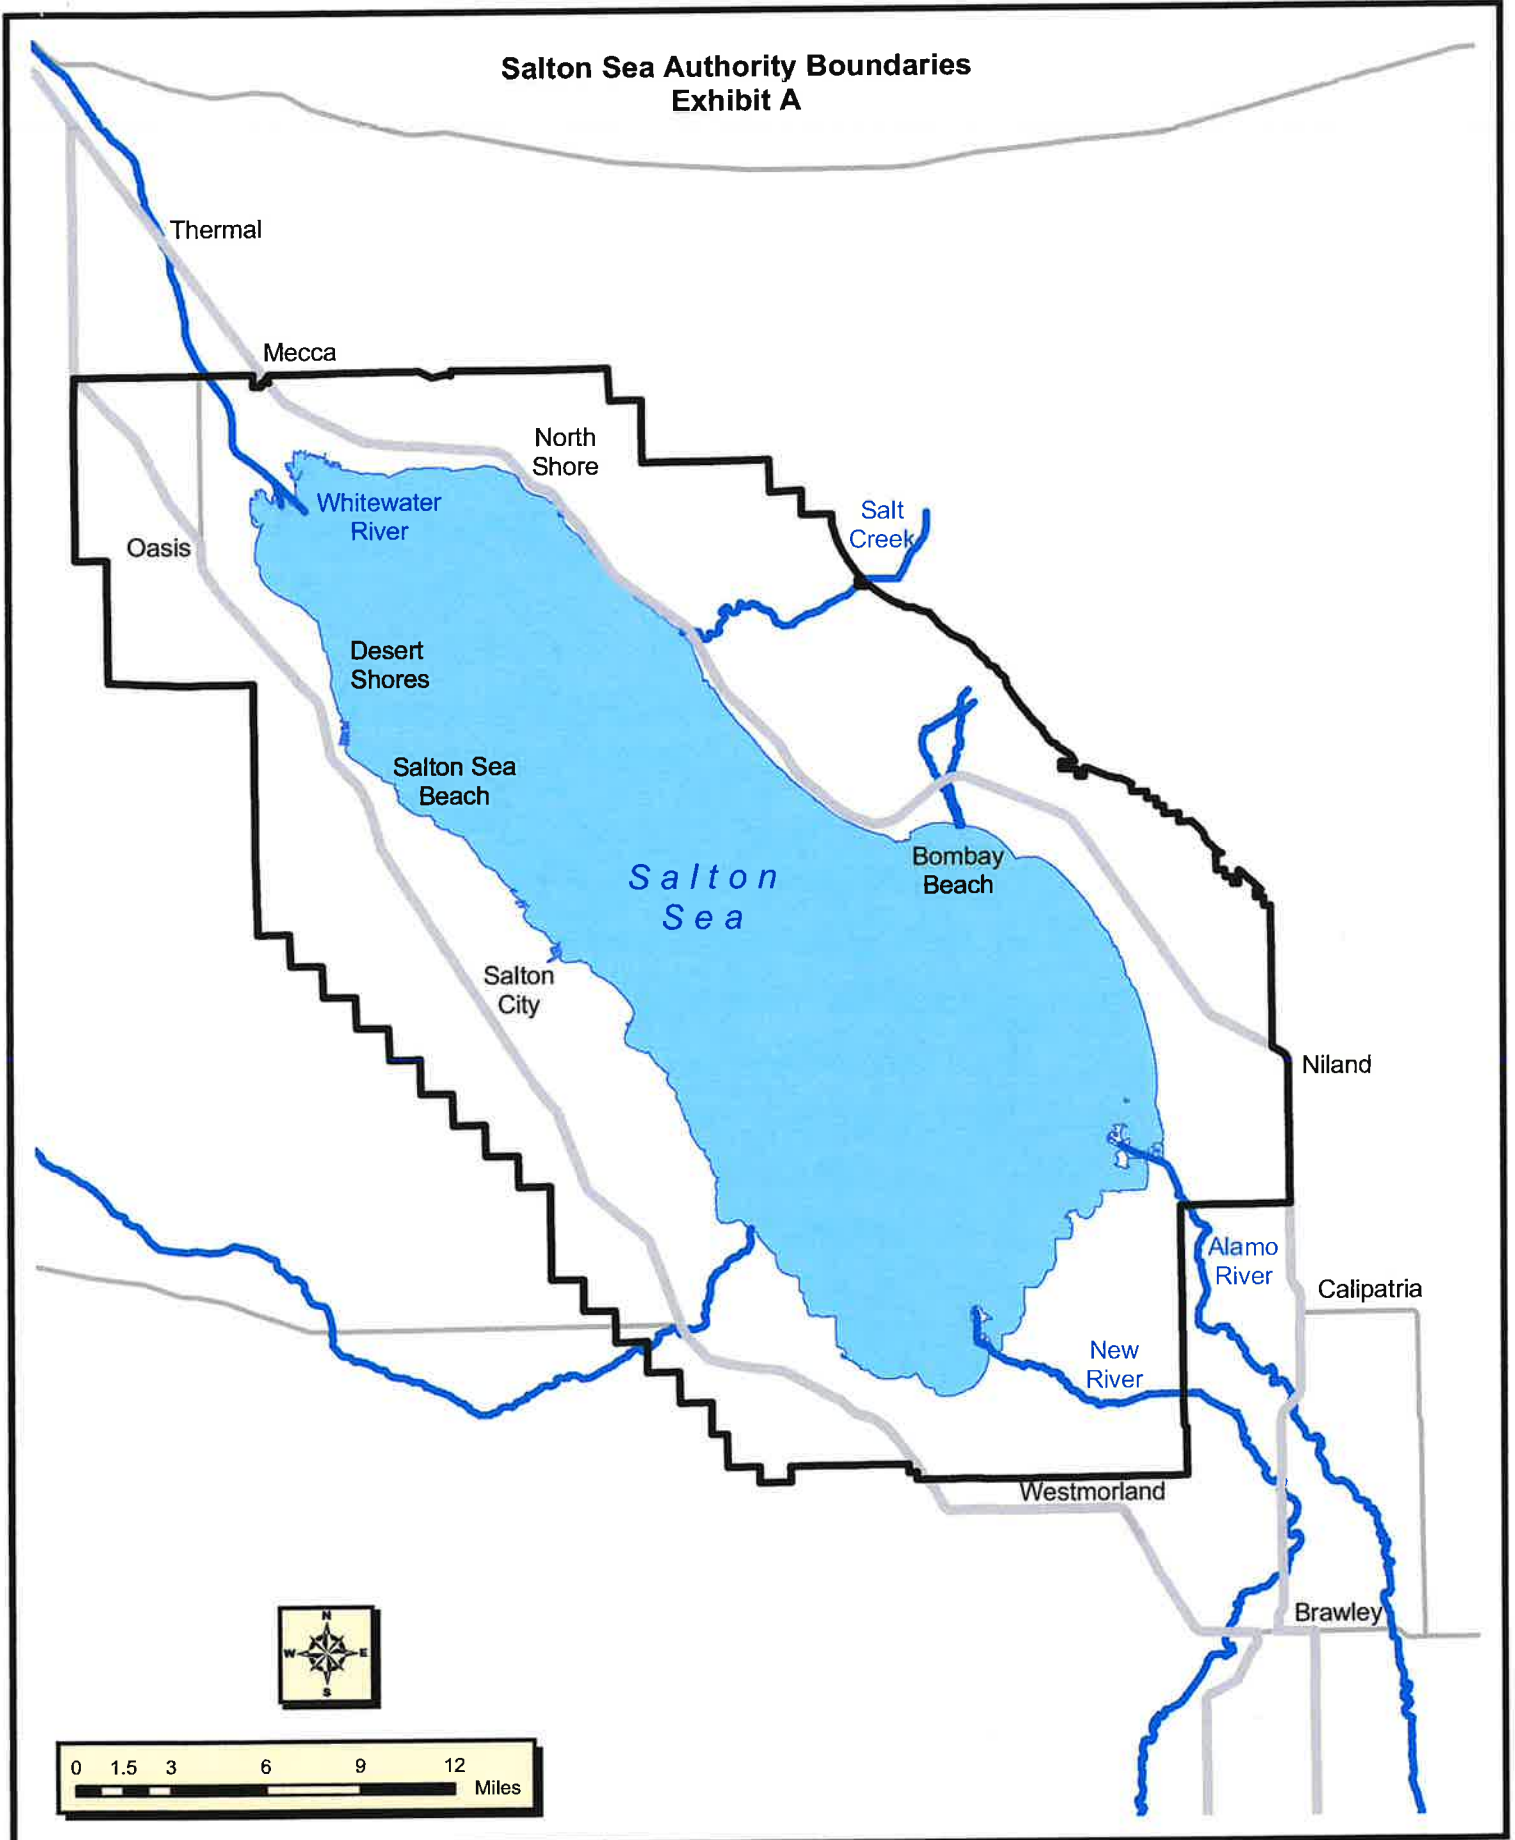 Salton Sea Authority Boundaries
Exhibit A
Thermal
Mecca
North
Shore
Whitewater
River
Salt
Creek
Oasis
Desert
Shores
Salton Sea
Beach
Salton
Sea
Bombay
Beach
Salton
City
Niland
Alamo
River
Calipatria
New
River
Westmorland
Brawley
N
W E
S
0 1.5 3 6 9 12
Miles